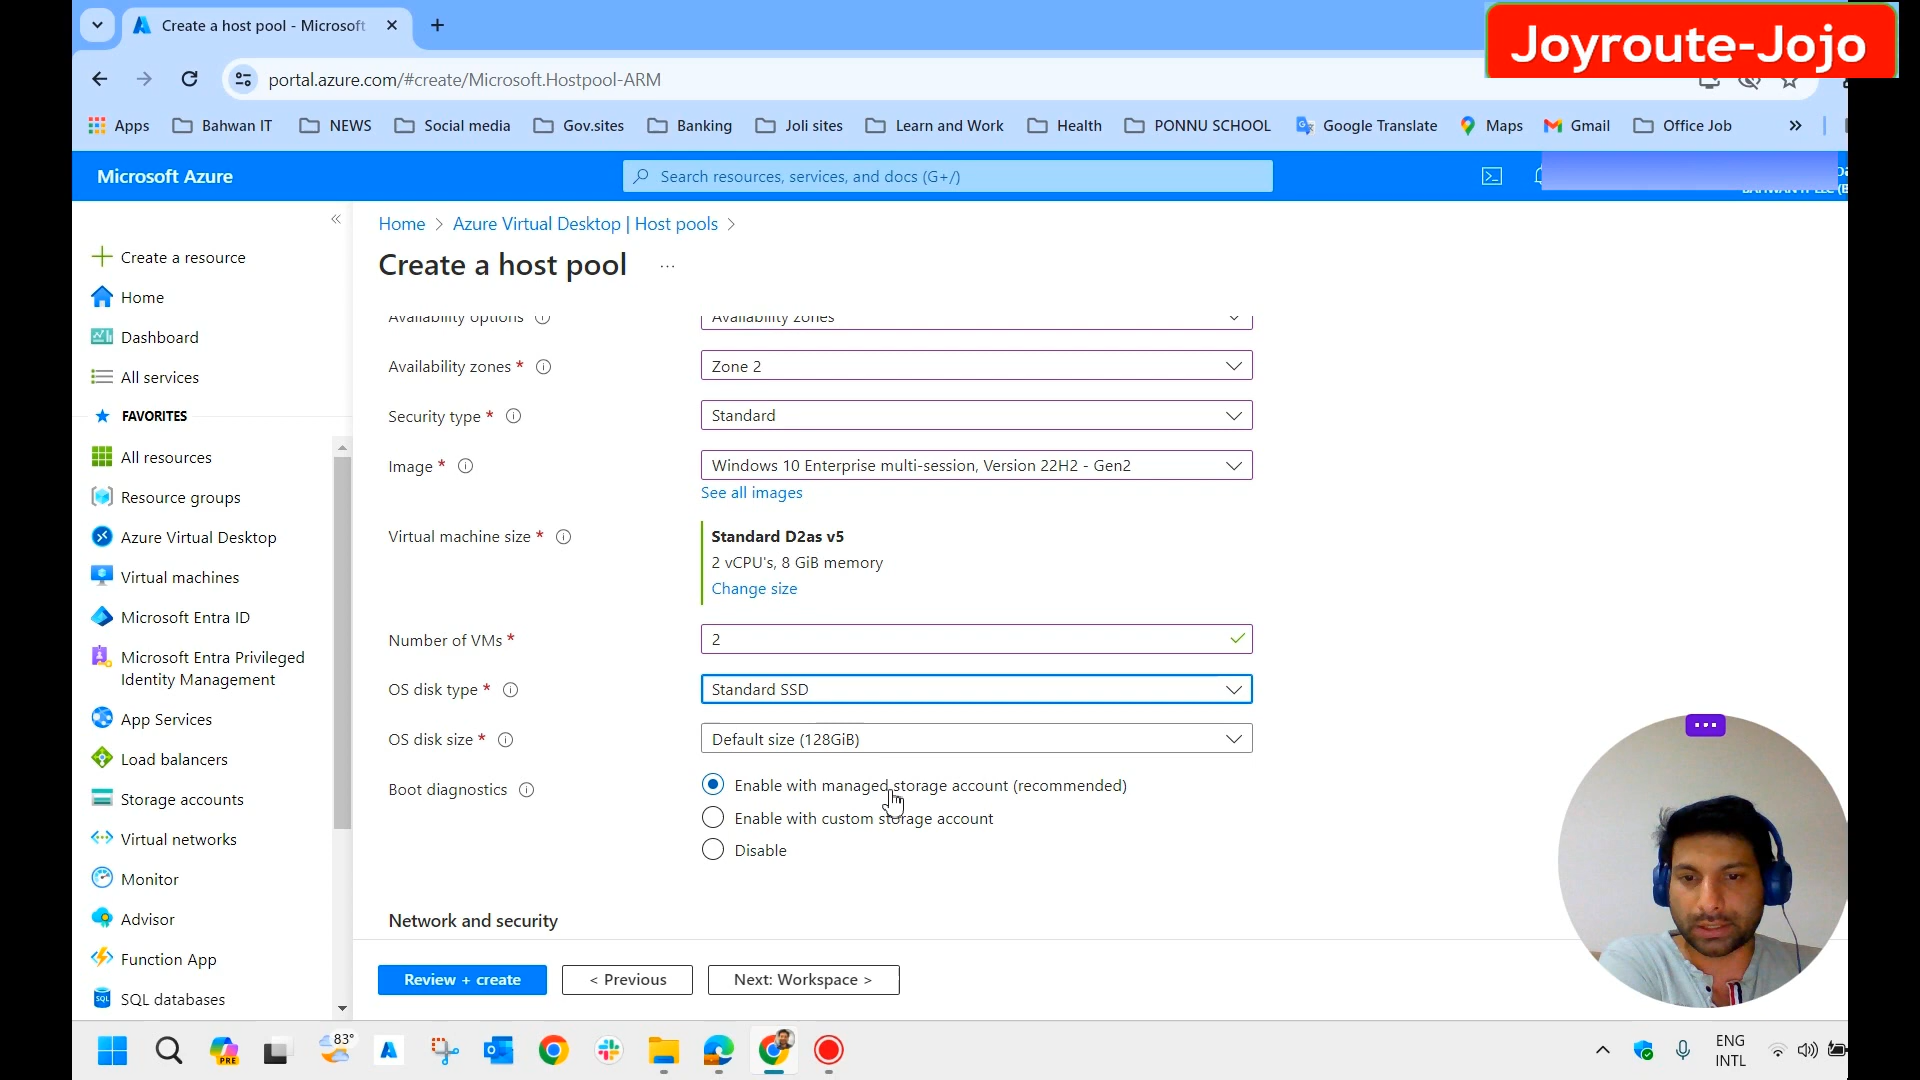 Create a host pool - Microsoft
Joyroute-Jojo
portal.azure.com/#create/Microsoft.Hostpool-ARM
Apps
Bahwan IT
NEWS
Social media
Gov.sites
Banking
Joli sites
Learn and Work
Health
PONNU SCHOOL
Google Translate
Maps
Gmail
Office Job
Microsoft Azure
Search resources, services, and docs (G+/)
Home > Azure Virtual Desktop | Host pools >
Create a host pool ...
Create a resource
Home
Dashboard
All services
FAVORITES
All resources
Resource groups
Azure Virtual Desktop
Virtual machines
Microsoft Entra ID
Microsoft Entra Privileged
Identity Management
App Services
Load balancers
Storage accounts
Virtual networks
Monitor
Advisor
Function App
SQL databases
Availability options
Availability zones
Availability zones *
Zone 2
Security type *
Standard
Image *
Windows 10 Enterprise multi-session, Version 22H2 - Gen2
See all images
Virtual machine size *
Standard D2as v5
2 vCPU's, 8 GiB memory
Change size
Number of VMs *
2
OS disk type *
Standard SSD
OS disk size *
Default size (128GiB)
Boot diagnostics
Enable with managed storage account (recommended)
Enable with custom storage account
Disable
Network and security
Review + create
< Previous
Next: Workspace >
83°
PRE
ENG
INTL